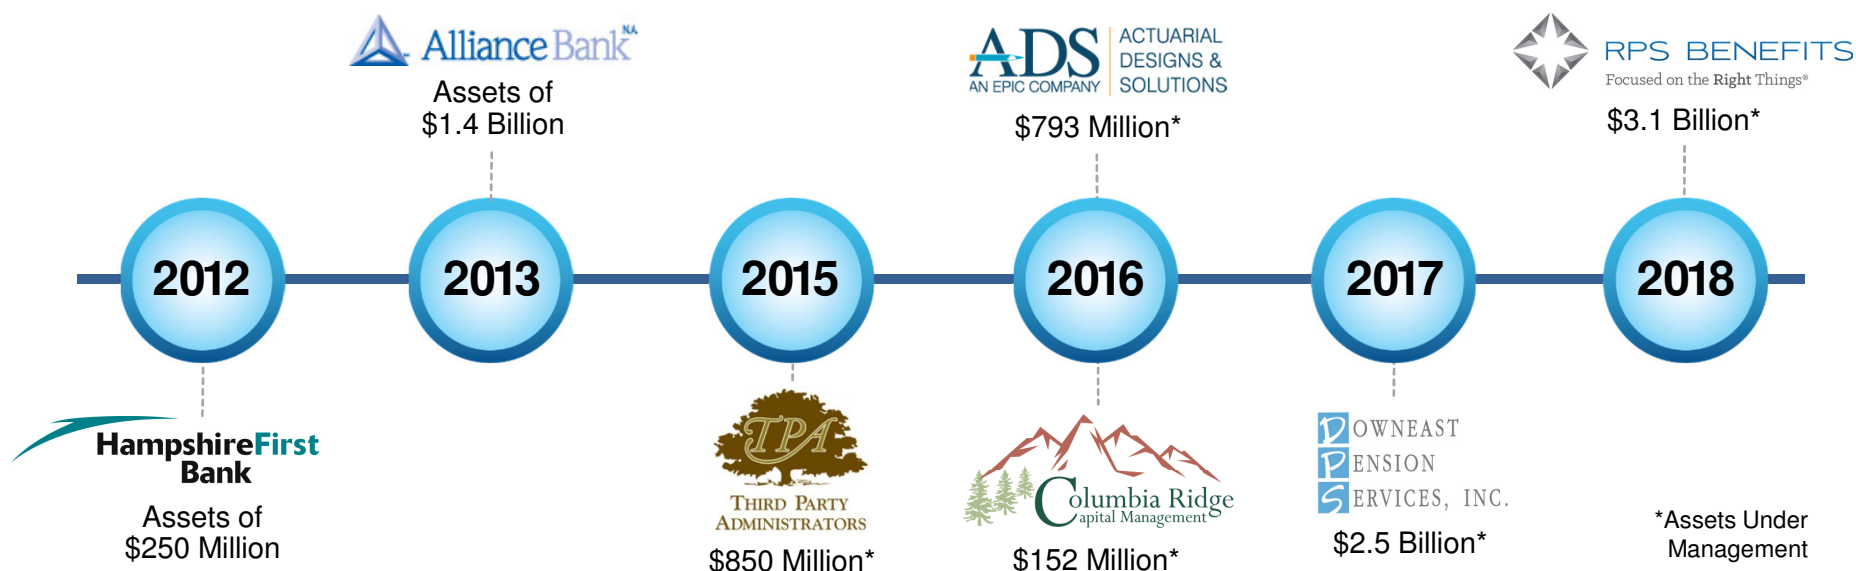 Alliance Bank N.A.
Assets of
$1.4 Billion
ADS
AN EPIC COMPANY
ACTUARIAL
DESIGNS &
SOLUTIONS
$793 Million*
RPS BENEFITS
Focused on the Right Things®
$3.1 Billion*
2012
2013
2015
2016
2017
2018
HampshireFirst
Bank
Assets of
$250 Million
TPA
THIRD PARTY
ADMINISTRATORS
$850 Million*
Columbia Ridge
Capital Management
$152 Million*
DOWNEAST
PENSION
SERVICES, INC.
$2.5 Billion*
*Assets Under
Management